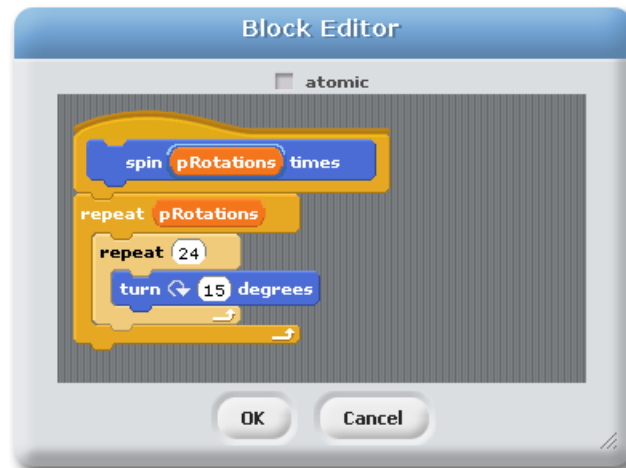 Block Editor
atomic
spin pRotations times
repeat pRotations
repeat 24
turn 15 degrees
OK Cancel